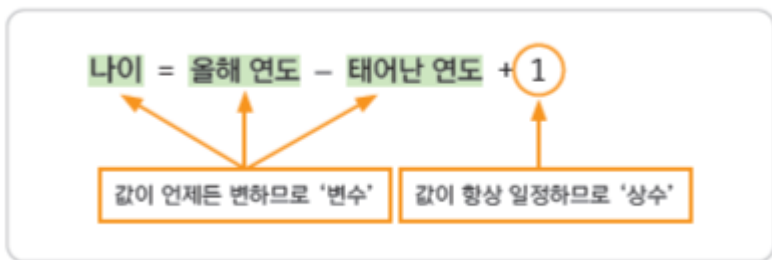 나이 = 올해 연도 – 태어난 연도 + 1
값이 언제든 변하므로 ‘변수’
값이 항상 일정하므로 ‘상수’